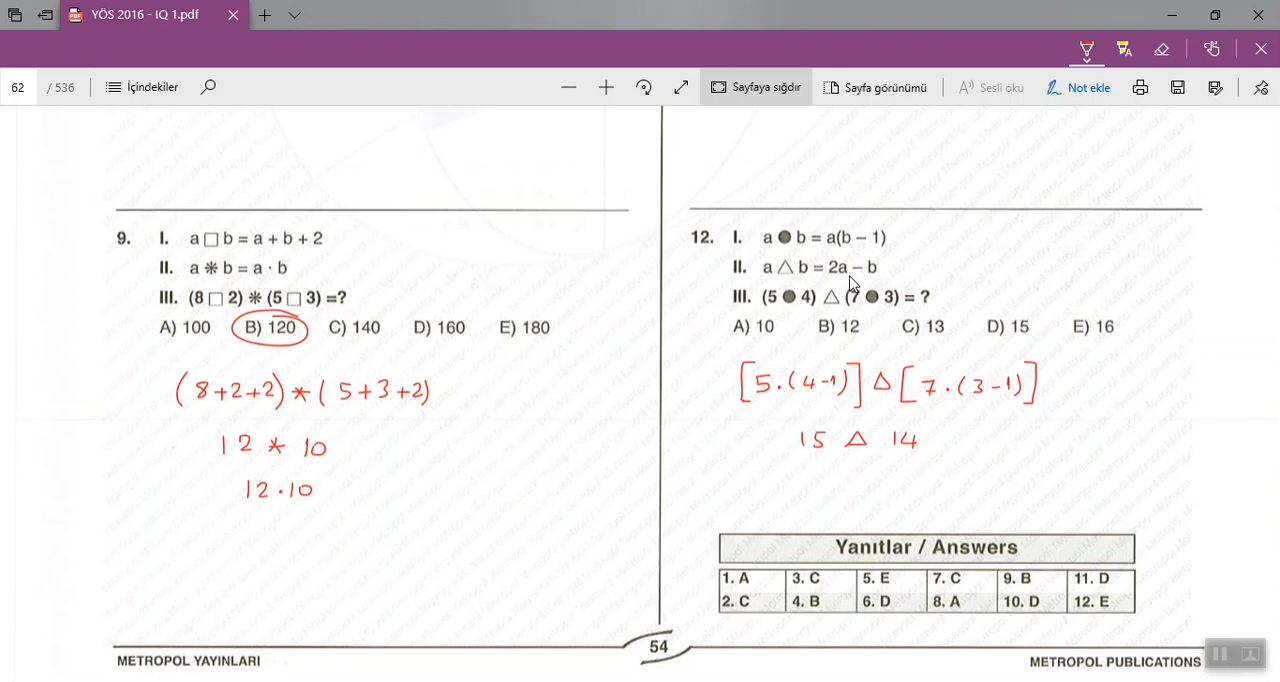 YÖS 2016 - IQ 1.pdf
62 / 536 İçindekiler Sayfaya sığdır Sayfa görünümü Sesli oku Not ekle
9. I. a □ b = a + b + 2
II. a ⁕ b = a · b
III. (8 □ 2) ⁕ (5 □ 3) =?
A) 100 B) 120 C) 140 D) 160 E) 180
(8+2+2) * (5+3+2)
12 * 10
12 · 10
12. I. a ● b = a(b – 1)
II. a △ b = 2a – b
III. (5 ● 4) △ (7 ● 3) = ?
A) 10 B) 12 C) 13 D) 15 E) 16
[5.(4-1)] △ [7.(3-1)]
15 △ 14
Yanıtlar / Answers
1. A 3. C 5. E 7. C 9. B 11. D
2. C 4. B 6. D 8. A 10. D 12. E
METROPOL YAYINLARI 54 METROPOL PUBLICATIONS